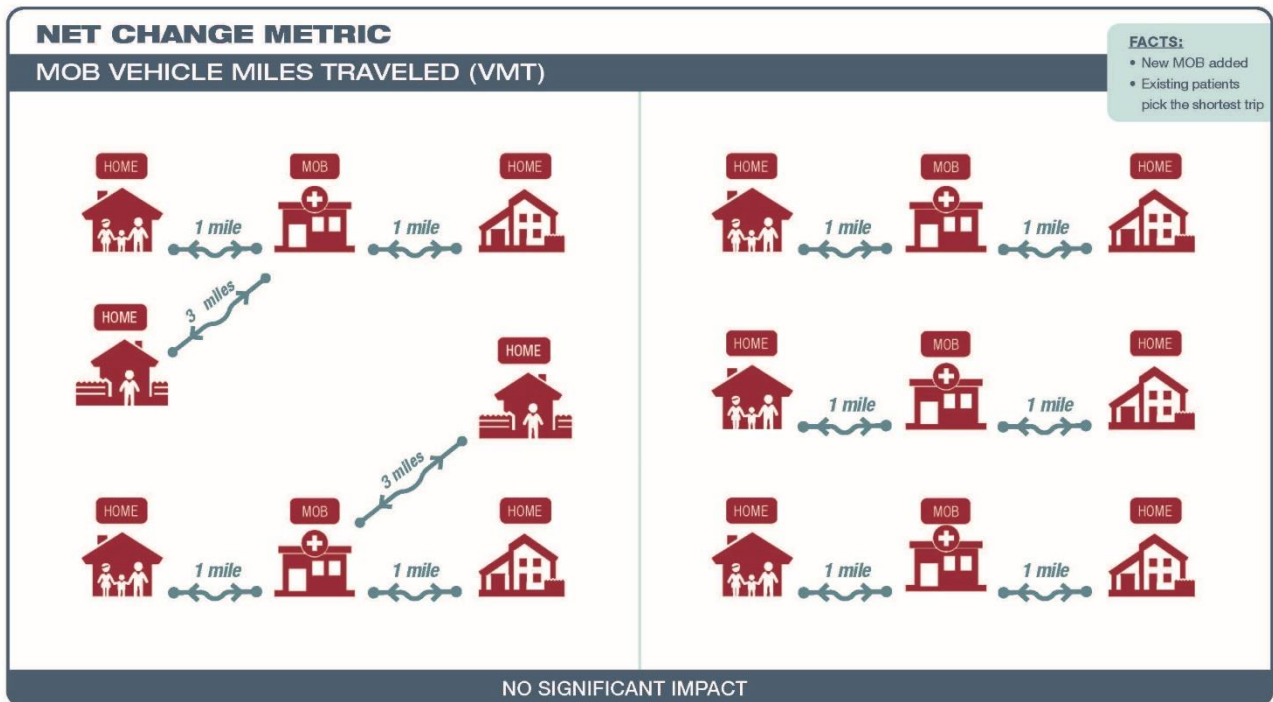 NET CHANGE METRIC
MOB VEHICLE MILES TRAVELED (VMT)
FACTS:
• New MOB added
• Existing patients
pick the shortest trip
HOME
MOB
HOME
1 mile
1 mile
3 miles
HOME
HOME
3 miles
HOME
MOB
HOME
1 mile
1 mile
HOME
MOB
HOME
1 mile
1 mile
HOME
MOB
HOME
1 mile
1 mile
HOME
MOB
HOME
1 mile
1 mile
NO SIGNIFICANT IMPACT